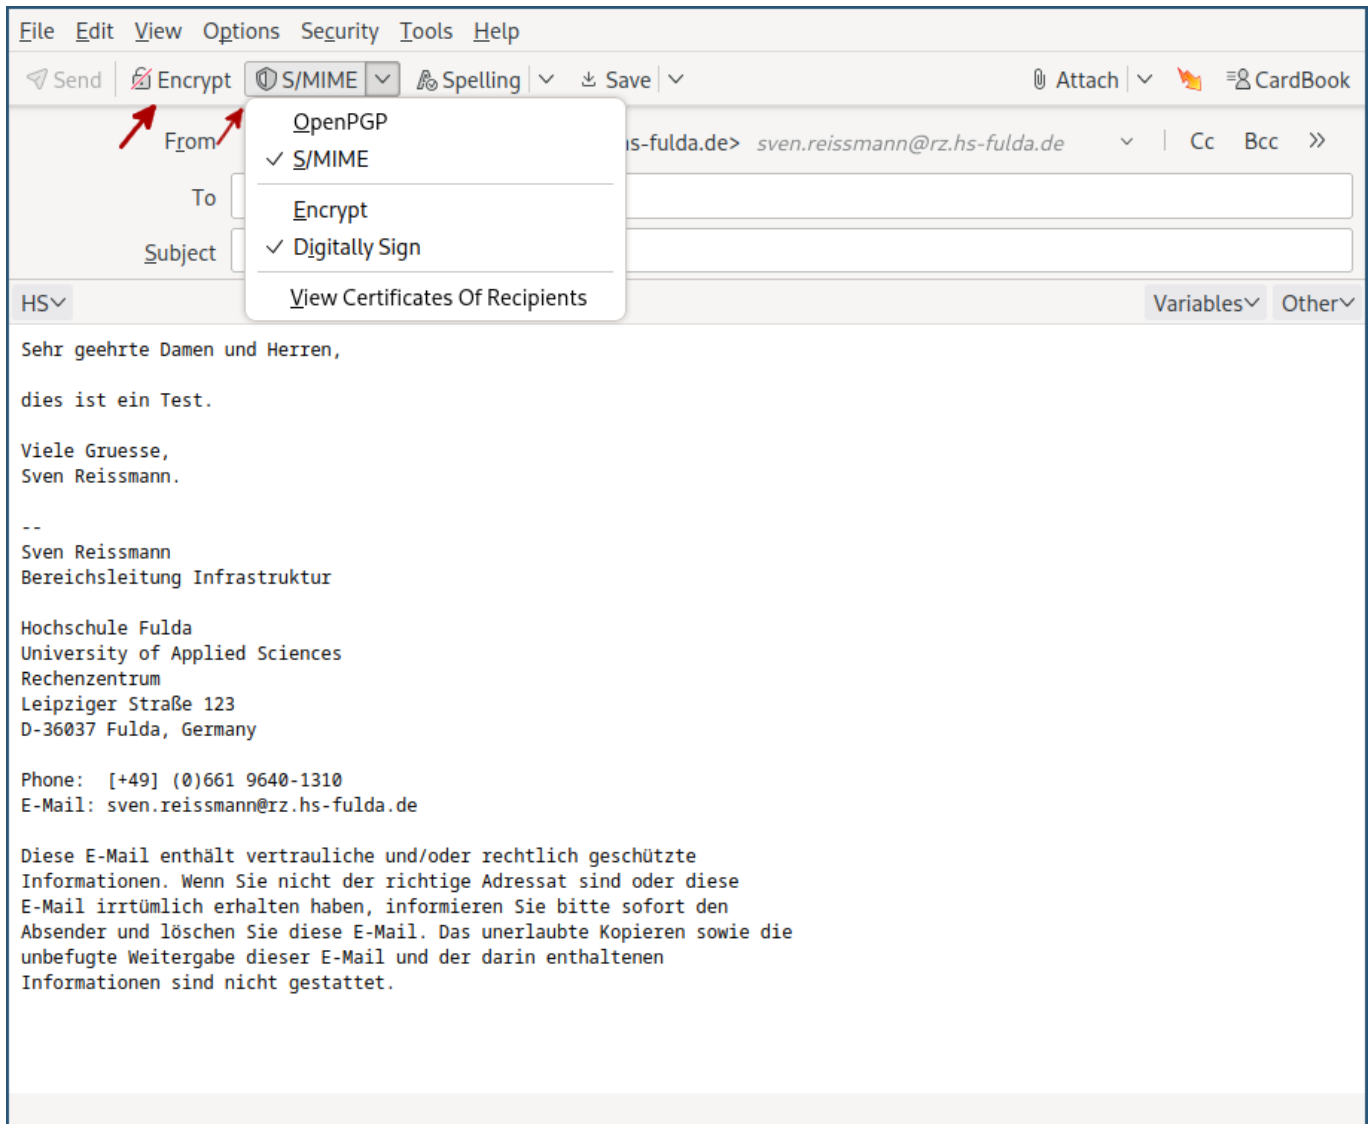 File Edit View Options Security Tools Help
Send Encrypt S/MIME Spelling Save Attach CardBook
From hs-fulda.de> sven.reissmann@rz.hs-fulda.de Cc Bcc
OpenPGP
S/MIME
To
Encrypt
Digitally Sign
Subject
View Certificates Of Recipients
HS Variables Other
Sehr geehrte Damen und Herren,
dies ist ein Test.
Viele Gruesse,
Sven Reissmann.
--
Sven Reissmann
Bereichsleitung Infrastruktur
Hochschule Fulda
University of Applied Sciences
Rechenzentrum
Leipziger Straße 123
D-36037 Fulda, Germany
Phone:  [+49] (0)661 9640-1310
E-Mail: sven.reissmann@rz.hs-fulda.de
Diese E-Mail enthält vertrauliche und/oder rechtlich geschützte
Informationen. Wenn Sie nicht der richtige Adressat sind oder diese
E-Mail irrtümlich erhalten haben, informieren Sie bitte sofort den
Absender und löschen Sie diese E-Mail. Das unerlaubte Kopieren sowie die
unbefugte Weitergabe dieser E-Mail und der darin enthaltenen
Informationen sind nicht gestattet.